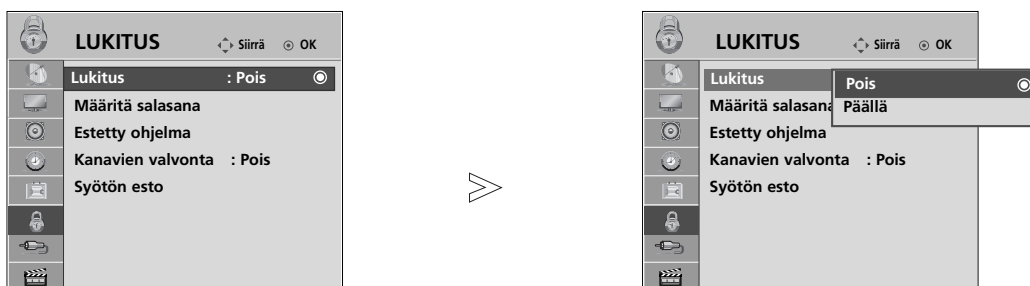 LUKITUS Siirrä OK
Lukitus : Pois
Määritä salasana
Estetty ohjelma
Kanavien valvonta : Pois
Syötön esto
LUKITUS Siirrä OK
Lukitus
Pois
Määritä salasana
Päällä
Estetty ohjelma
Kanavien valvonta : Pois
Syötön esto